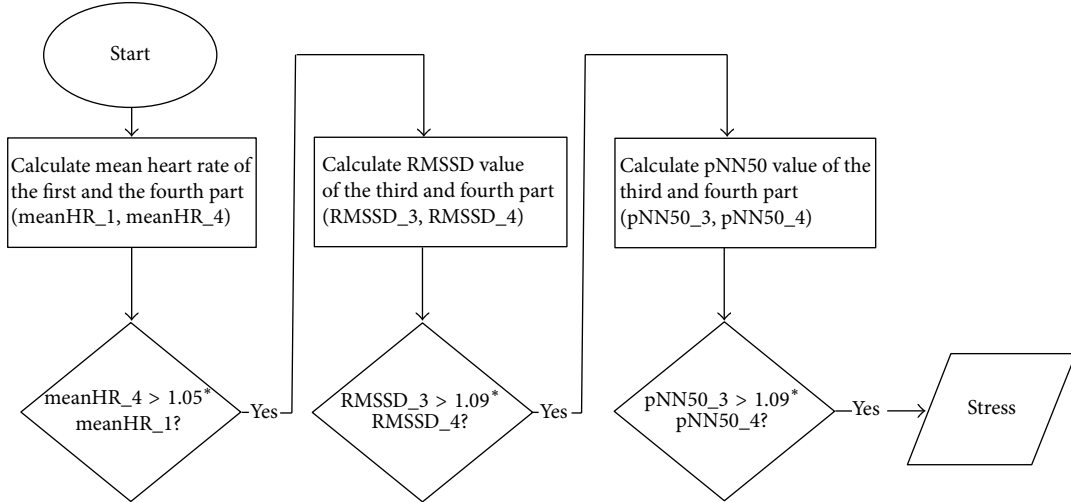 Start
Calculate mean heart rate of
the first and the fourth part
(meanHR_1, meanHR_4)
meanHR_4 > 1.05*
meanHR_1?
Yes
Calculate RMSSD value
of the third and fourth part
(RMSSD_3, RMSSD_4)
RMSSD_3 > 1.09*
RMSSD_4?
Yes
Calculate pNN50 value of the
third and fourth part
(pNN50_3, pNN50_4)
pNN50_3 > 1.09*
pNN50_4?
Yes
Stress